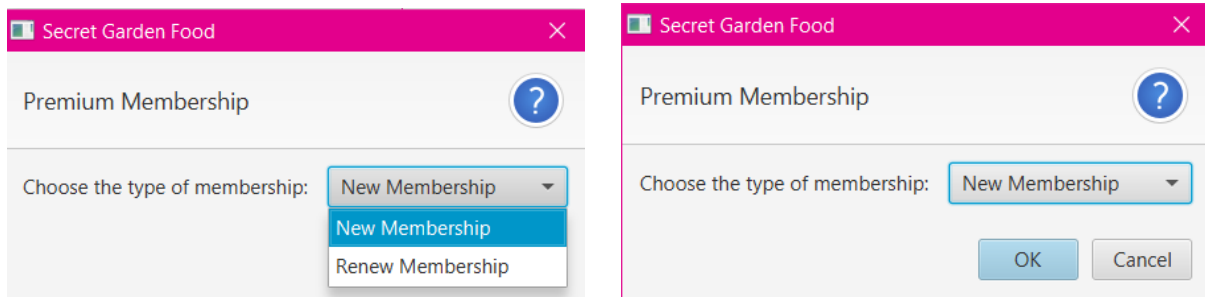 Secret Garden Food
Premium Membership
?
Choose the type of membership: New Membership
New Membership
Renew Membership
Secret Garden Food
Premium Membership
?
Choose the type of membership: New Membership
OK Cancel